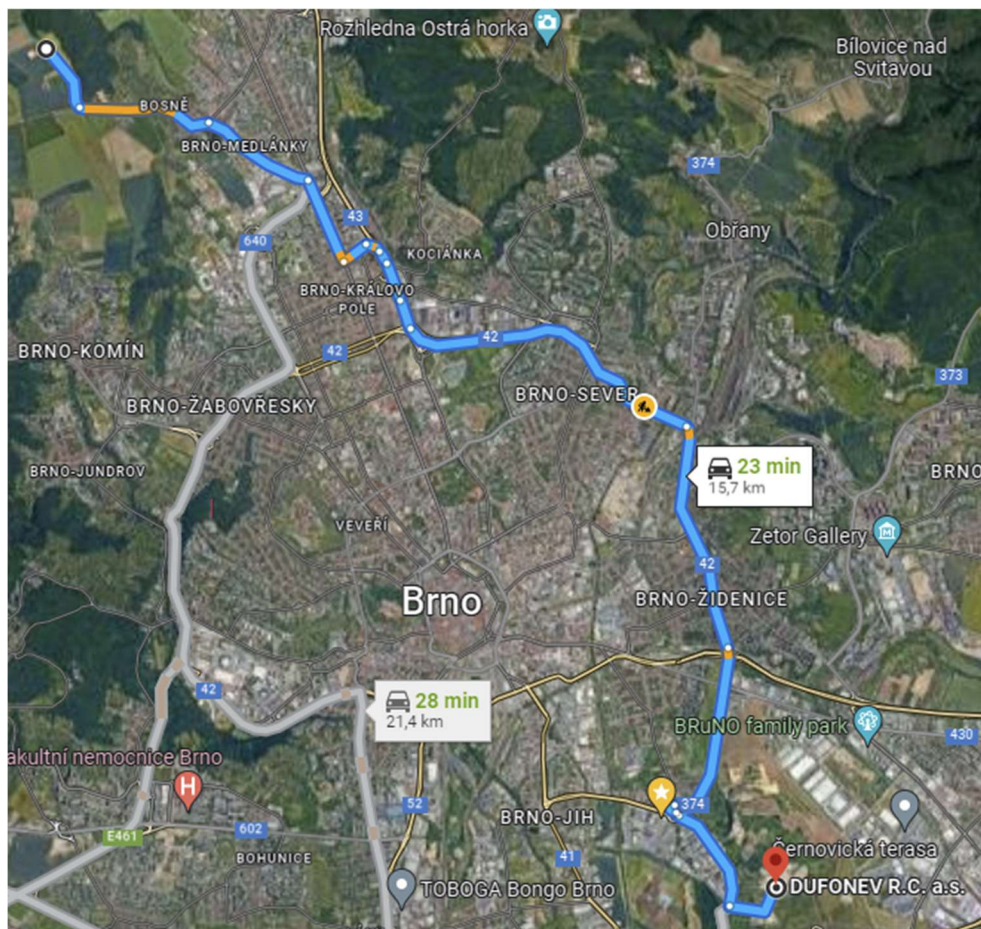 Rozhledna Ostrá horka
Bílovice nad
Svitavou
BOSNĚ
BRNO-MEDLÁNKY
374
43
Obřany
640
KOCIÁNKA
BRNO-KRÁLOVO
POLE
42
42
BRNO-KOMÍN
373
BRNO-SEVER
BRNO-ŽABOVŘESKY
23 min
15,7 km
BRNO-JUNDROV
BRNO
VEVEŘÍ
Zetor Gallery
42
Brno
BRNO-ŽIDENICE
42
28 min
21,4 km
BRuNO family park
430
akultní nemocnice Brno
H
52
374
BRNO-JIH
E461
602
BOHUNICE
41
Černovická terasa
TOBOGA Bongo Brno
DUFONEV R.C. a.s.